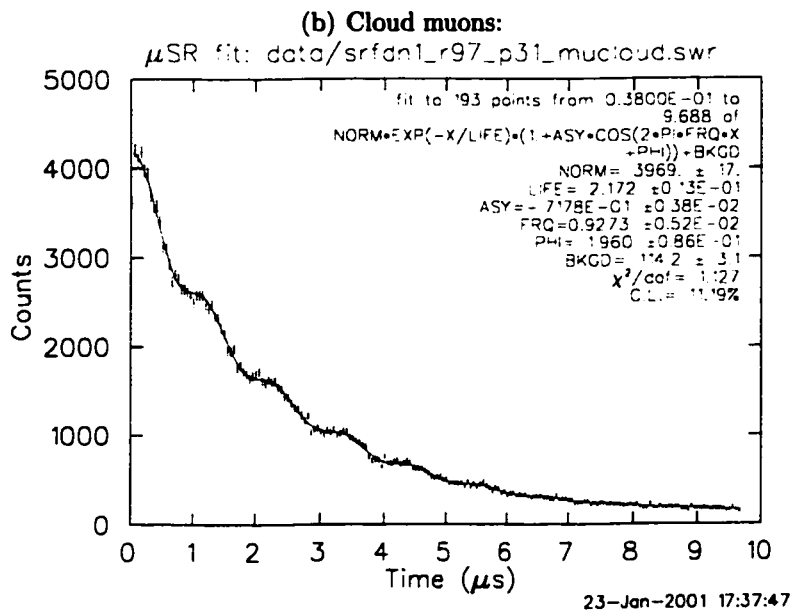 (b) Cloud muons:
μSR fit: data/srfdn1_r97_p31_mucloud.swr
fit to 193 points from 0.3800E-01 to
9.688 of
NORM•EXP(-X/LIFE)•(1.+ASY•COS(2•PI•FRQ•X
+PHI))+BKGD
NORM= 3969. ± 17.
LIFE= 2.172 ±0.13E-01
ASY=-.7178E-01 ±0.38E-02
FRQ=0.9273 ±0.52E-02
PHI= 1.960 ±0.86E-01
BKGD= 114.2 ± 3.1
χ²/dof= 1.127
C.L.= 11.19%
5000
4000
3000
2000
1000
0
Counts
0 1 2 3 4 5 6 7 8 9 10
Time (μs)
23-Jan-2001 17:37:47